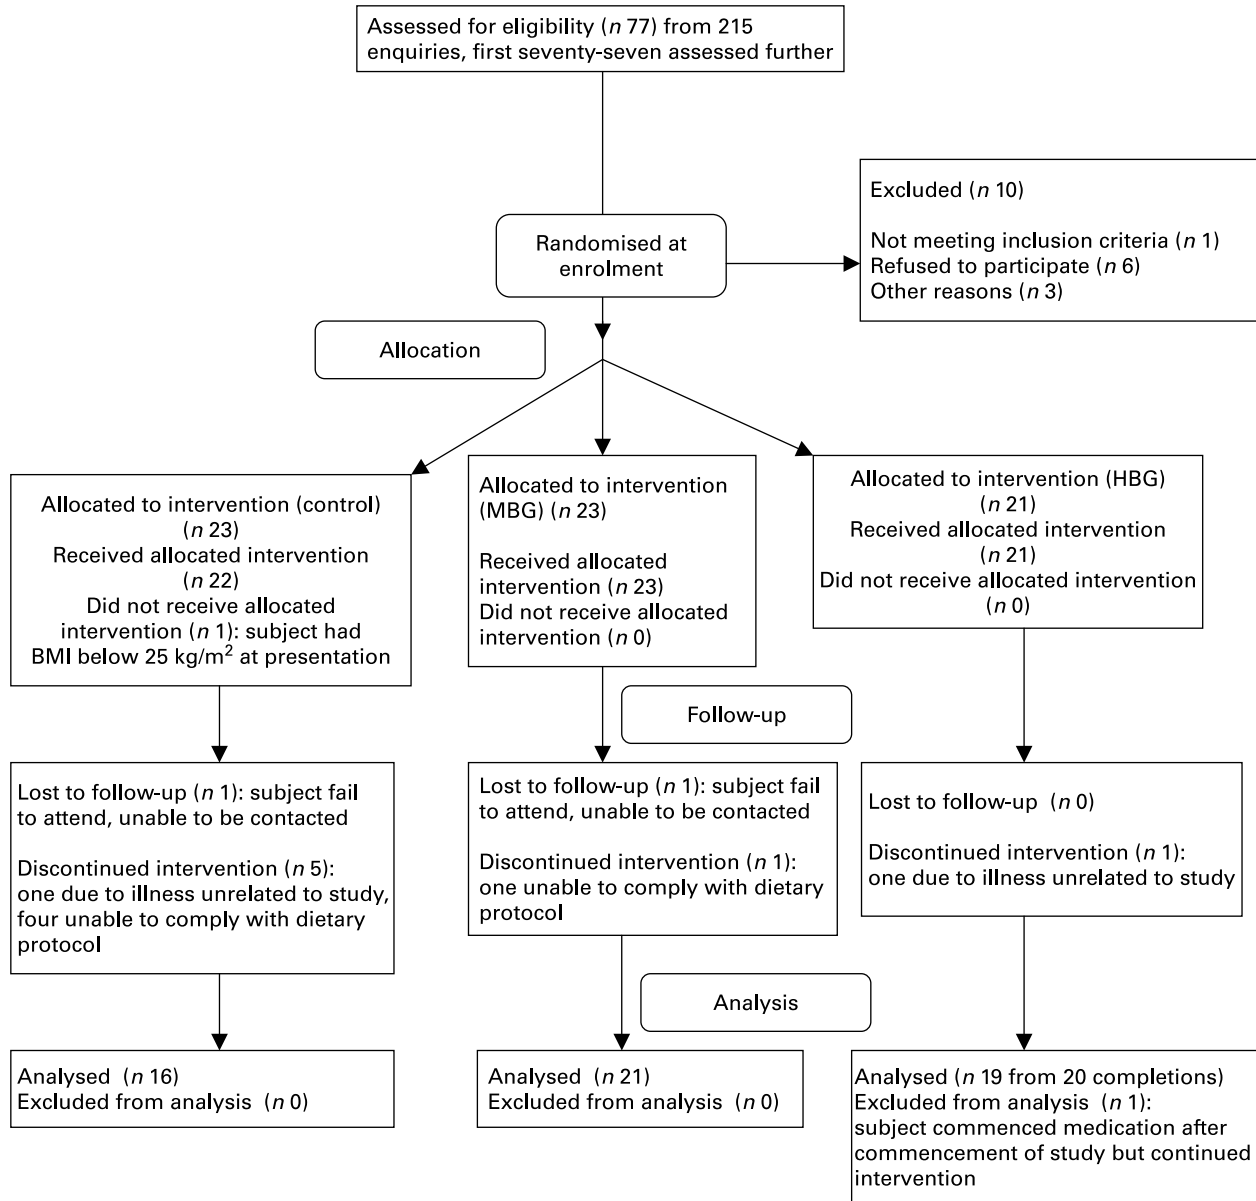 Assessed for eligibility (n 77) from 215
enquiries, first seventy-seven assessed further
Excluded (n 10)
Not meeting inclusion criteria (n 1)
Refused to participate (n 6)
Other reasons (n 3)
Randomised at
enrolment
Allocation
Allocated to intervention (control)
(n 23)
Received allocated intervention
(n 22)
Did not receive allocated
intervention (n 1): subject had
BMI below 25 kg/m² at presentation
Allocated to intervention
(MBG) (n 23)
Received allocated
intervention (n 23)
Did not receive allocated
intervention (n 0)
Allocated to intervention (HBG)
(n 21)
Received allocated intervention
(n 21)
Did not receive allocated intervention
(n 0)
Follow-up
Lost to follow-up (n 1): subject fail
to attend, unable to be contacted
Discontinued intervention (n 5):
one due to illness unrelated to study,
four unable to comply with dietary
protocol
Lost to follow-up (n 1): subject fail
to attend, unable to be contacted
Discontinued intervention (n 1):
one unable to comply with dietary
protocol
Lost to follow-up (n 0)
Discontinued intervention (n 1):
one due to illness unrelated to study
Analysis
Analysed (n 16)
Excluded from analysis (n 0)
Analysed (n 21)
Excluded from analysis (n 0)
Analysed (n 19 from 20 completions)
Excluded from analysis (n 1):
subject commenced medication after
commencement of study but continued
intervention